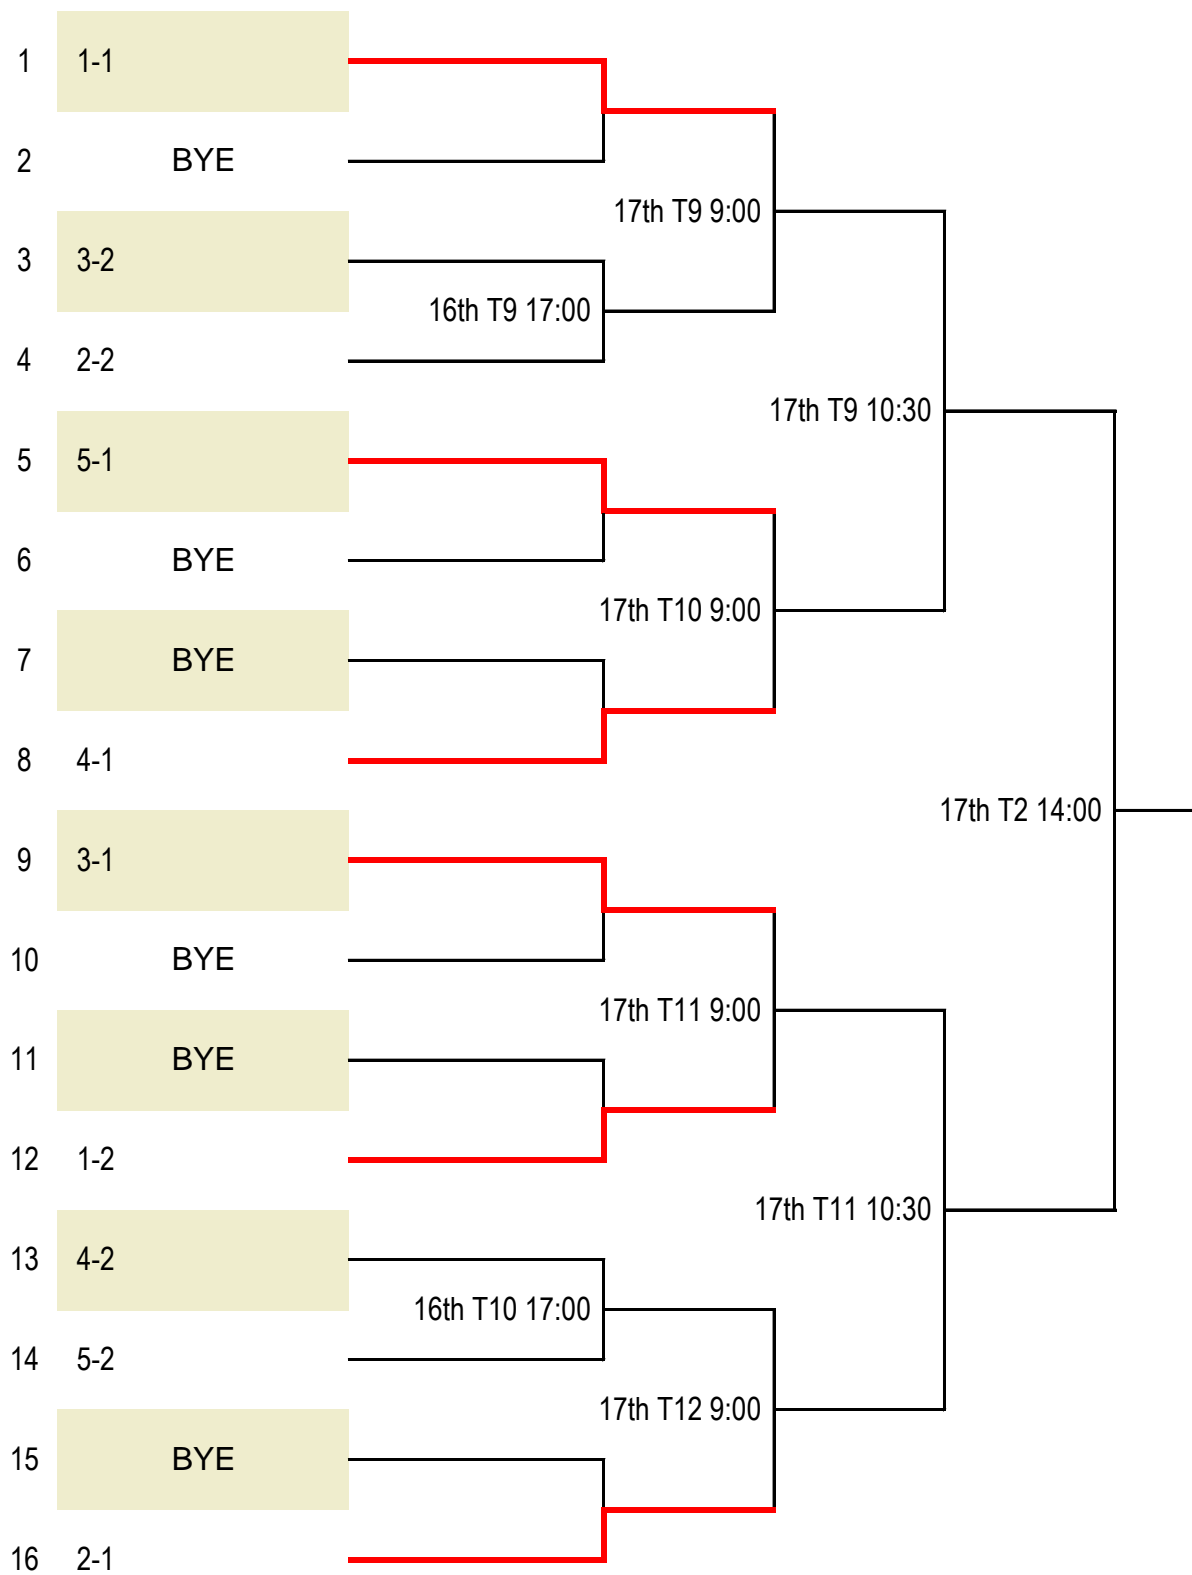 1 1-1
2 BYE
17th T9 9:00
3 3-2
16th T9 17:00
4 2-2
17th T9 10:30
5 5-1
6 BYE
17th T10 9:00
7 BYE
8 4-1
17th T2 14:00
9 3-1
10 BYE
17th T11 9:00
11 BYE
12 1-2
17th T11 10:30
13 4-2
16th T10 17:00
14 5-2
17th T12 9:00
15 BYE
16 2-1